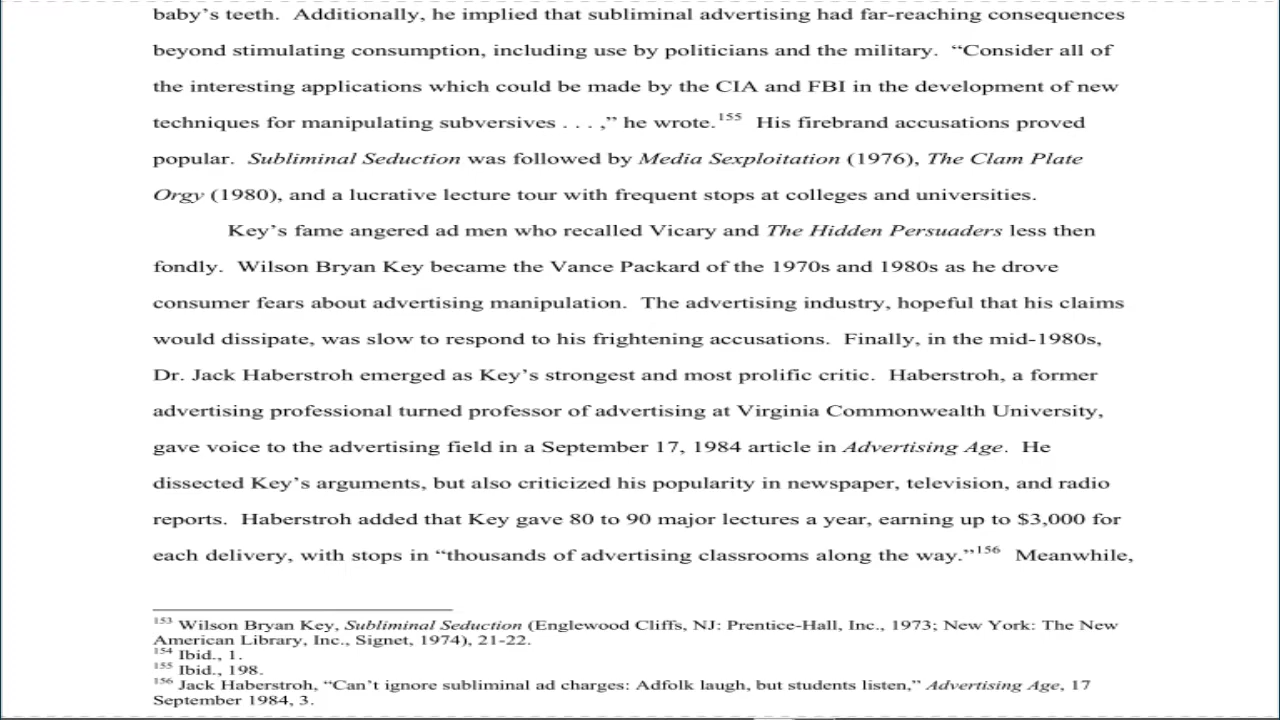 baby’s teeth.  Additionally, he implied that subliminal advertising had far-reaching consequences
beyond stimulating consumption, including use by politicians and the military.  “Consider all of
the interesting applications which could be made by the CIA and FBI in the development of new
techniques for manipulating subversives . . . ,” he wrote.155  His firebrand accusations proved
popular.  Subliminal Seduction was followed by Media Sexploitation (1976), The Clam Plate
Orgy (1980), and a lucrative lecture tour with frequent stops at colleges and universities.
Key’s fame angered ad men who recalled Vicary and The Hidden Persuaders less then
fondly.  Wilson Bryan Key became the Vance Packard of the 1970s and 1980s as he drove
consumer fears about advertising manipulation.  The advertising industry, hopeful that his claims
would dissipate, was slow to respond to his frightening accusations.  Finally, in the mid-1980s,
Dr. Jack Haberstroh emerged as Key’s strongest and most prolific critic.  Haberstroh, a former
advertising professional turned professor of advertising at Virginia Commonwealth University,
gave voice to the advertising field in a September 17, 1984 article in Advertising Age.  He
dissected Key’s arguments, but also criticized his popularity in newspaper, television, and radio
reports.  Haberstroh added that Key gave 80 to 90 major lectures a year, earning up to $3,000 for
each delivery, with stops in “thousands of advertising classrooms along the way.”156  Meanwhile,
153 Wilson Bryan Key, Subliminal Seduction (Englewood Cliffs, NJ: Prentice-Hall, Inc., 1973; New York: The New
American Library, Inc., Signet, 1974), 21-22.
154 Ibid., 1.
155 Ibid., 198.
156 Jack Haberstroh, “Can’t ignore subliminal ad charges: Adfolk laugh, but students listen,” Advertising Age, 17
September 1984, 3.